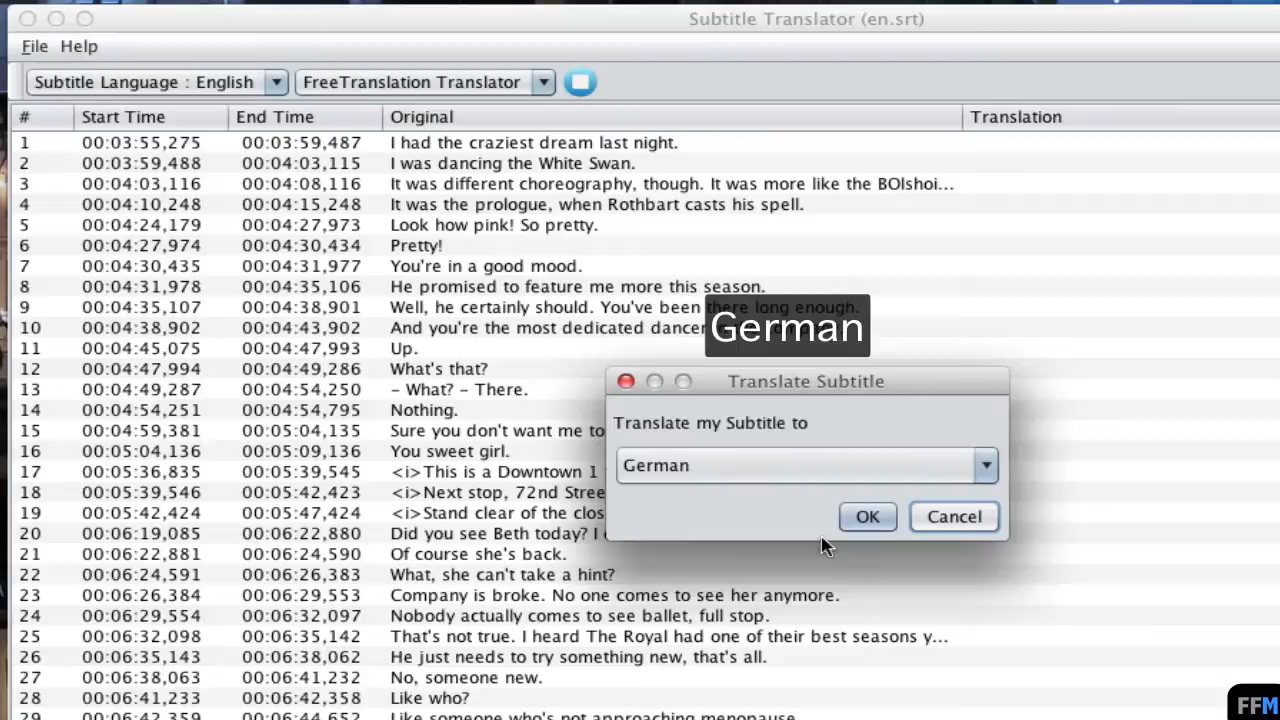 Subtitle Translator (en.srt)
File Help
Subtitle Language : English FreeTranslation Translator
# Start Time End Time Original Translation
1 00:03:55,275 00:03:59,487 I had the craziest dream last night.
2 00:03:59,488 00:04:03,115 I was dancing the White Swan.
3 00:04:03,116 00:04:08,116 It was different choreography, though. It was more like the BOlshoi...
4 00:04:10,248 00:04:15,248 It was the prologue, when Rothbart casts his spell.
5 00:04:24,179 00:04:27,973 Look how pink! So pretty.
6 00:04:27,974 00:04:30,434 Pretty!
7 00:04:30,435 00:04:31,977 You're in a good mood.
8 00:04:31,978 00:04:35,106 He promised to feature me more this season.
9 00:04:35,107 00:04:38,901 Well, he certainly should. You've been there long enough.
10 00:04:38,902 00:04:43,902 And you're the most dedicated dancer
German
11 00:04:45,075 00:04:47,993 Up.
12 00:04:47,994 00:04:49,286 What's that?
13 00:04:49,287 00:04:54,250 – What? – There.
14 00:04:54,251 00:04:54,795 Nothing.
15 00:04:59,381 00:05:04,135 Sure you don't want me to
16 00:05:04,136 00:05:09,136 You sweet girl.
17 00:05:36,835 00:05:39,545 <i>This is a Downtown 1
18 00:05:39,546 00:05:42,423 <i>Next stop, 72nd Stree
19 00:05:42,424 00:05:47,424 <i>Stand clear of the clos
20 00:06:19,085 00:06:22,880 Did you see Beth today? I
21 00:06:22,881 00:06:24,590 Of course she's back.
22 00:06:24,591 00:06:26,383 What, she can't take a hint?
23 00:06:26,384 00:06:29,553 Company is broke. No one comes to see her anymore.
24 00:06:29,554 00:06:32,097 Nobody actually comes to see ballet, full stop.
25 00:06:32,098 00:06:35,142 That's not true. I heard The Royal had one of their best seasons y...
26 00:06:35,143 00:06:38,062 He just needs to try something new, that's all.
27 00:06:38,063 00:06:41,232 No, someone new.
28 00:06:41,233 00:06:42,358 Like who?
29 00:06:42,359 00:06:44,652 Like someone who's not approaching menopause.
Translate Subtitle
Translate my Subtitle to
German
OK Cancel
FFM